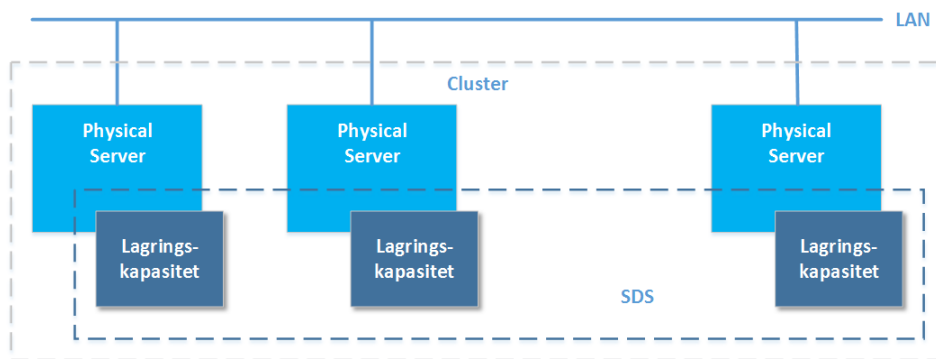 LAN
Cluster
Physical
Server
Physical
Server
Physical
Server
Lagrings-
kapasitet
Lagrings-
kapasitet
Lagrings-
kapasitet
SDS